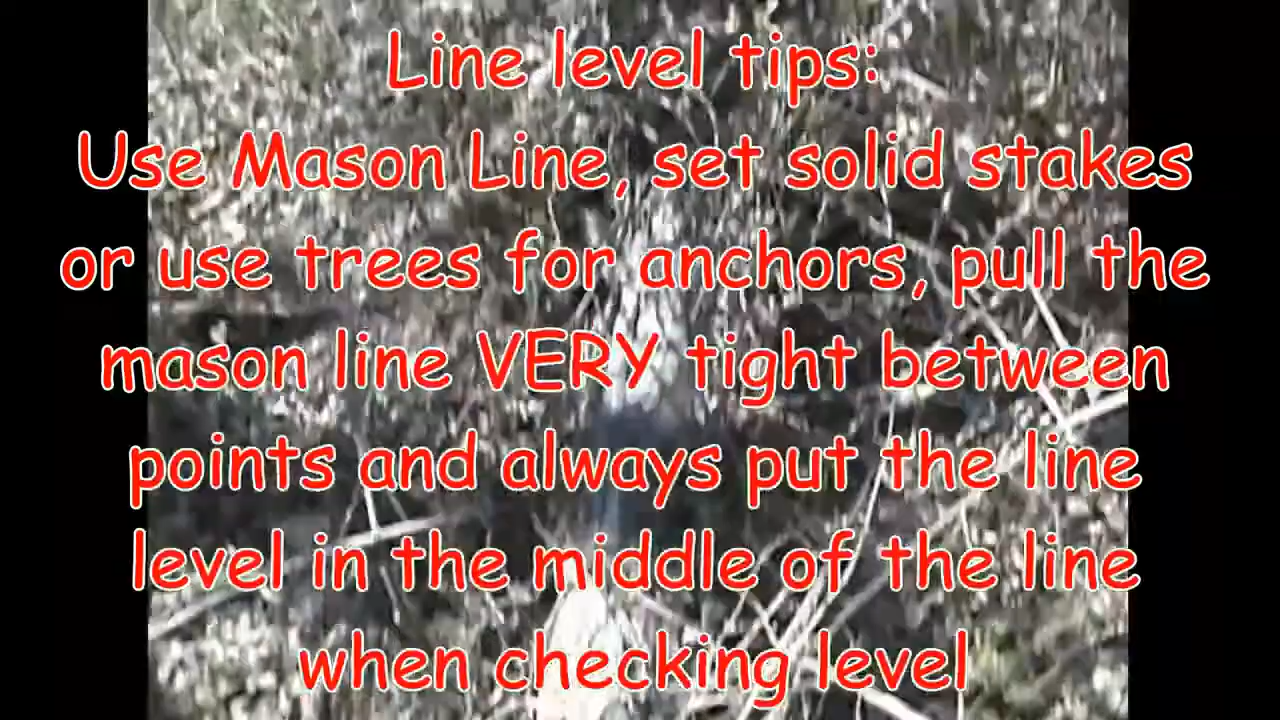 Line level tips:
Use Mason Line, set solid stakes
or use trees for anchors, pull the
mason line VERY tight between
points and always put the line
level in the middle of the line
when checking level